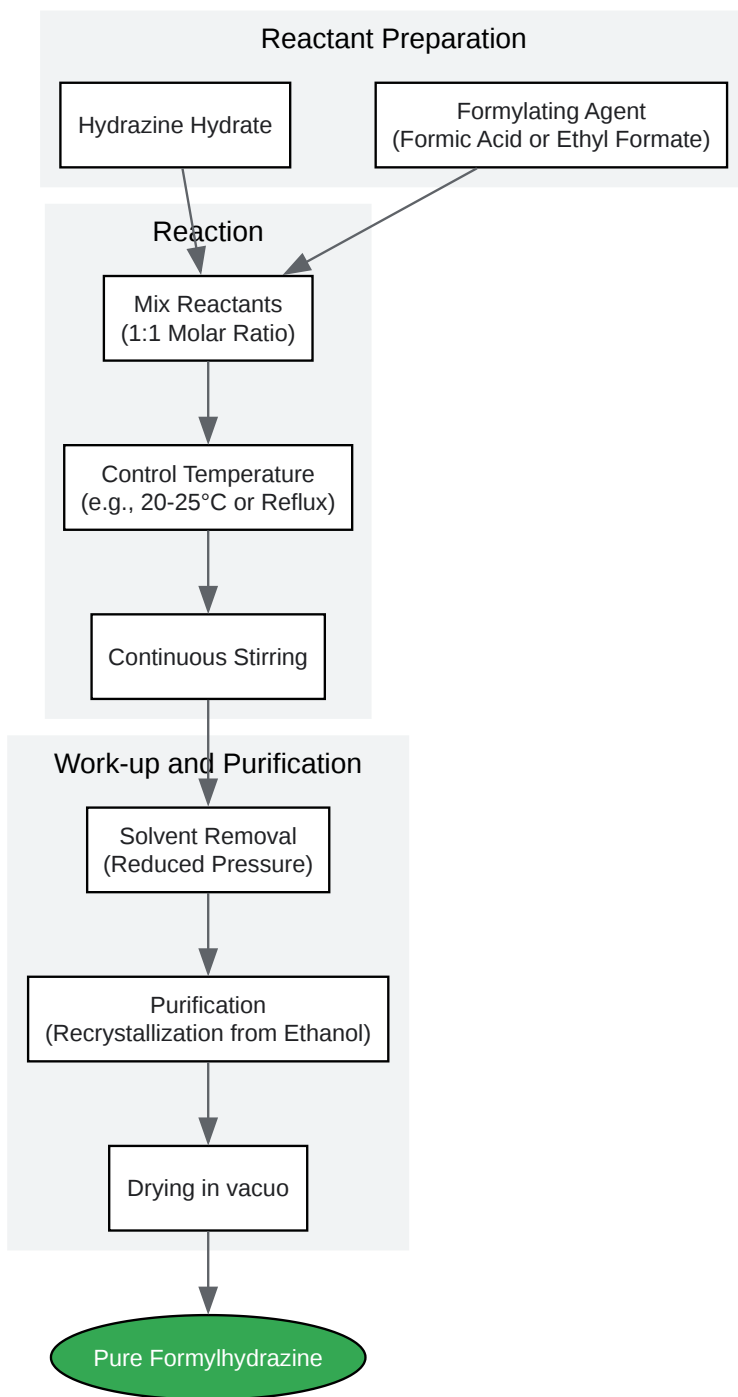 Reactant Preparation
Hydrazine Hydrate
Formylating Agent
(Formic Acid or Ethyl Formate)
Reaction
Mix Reactants
(1:1 Molar Ratio)
Control Temperature
(e.g., 20-25°C or Reflux)
Continuous Stirring
Work-up and Purification
Solvent Removal
(Reduced Pressure)
Purification
(Recrystallization from Ethanol)
Drying in vacuo
Pure Formylhydrazine